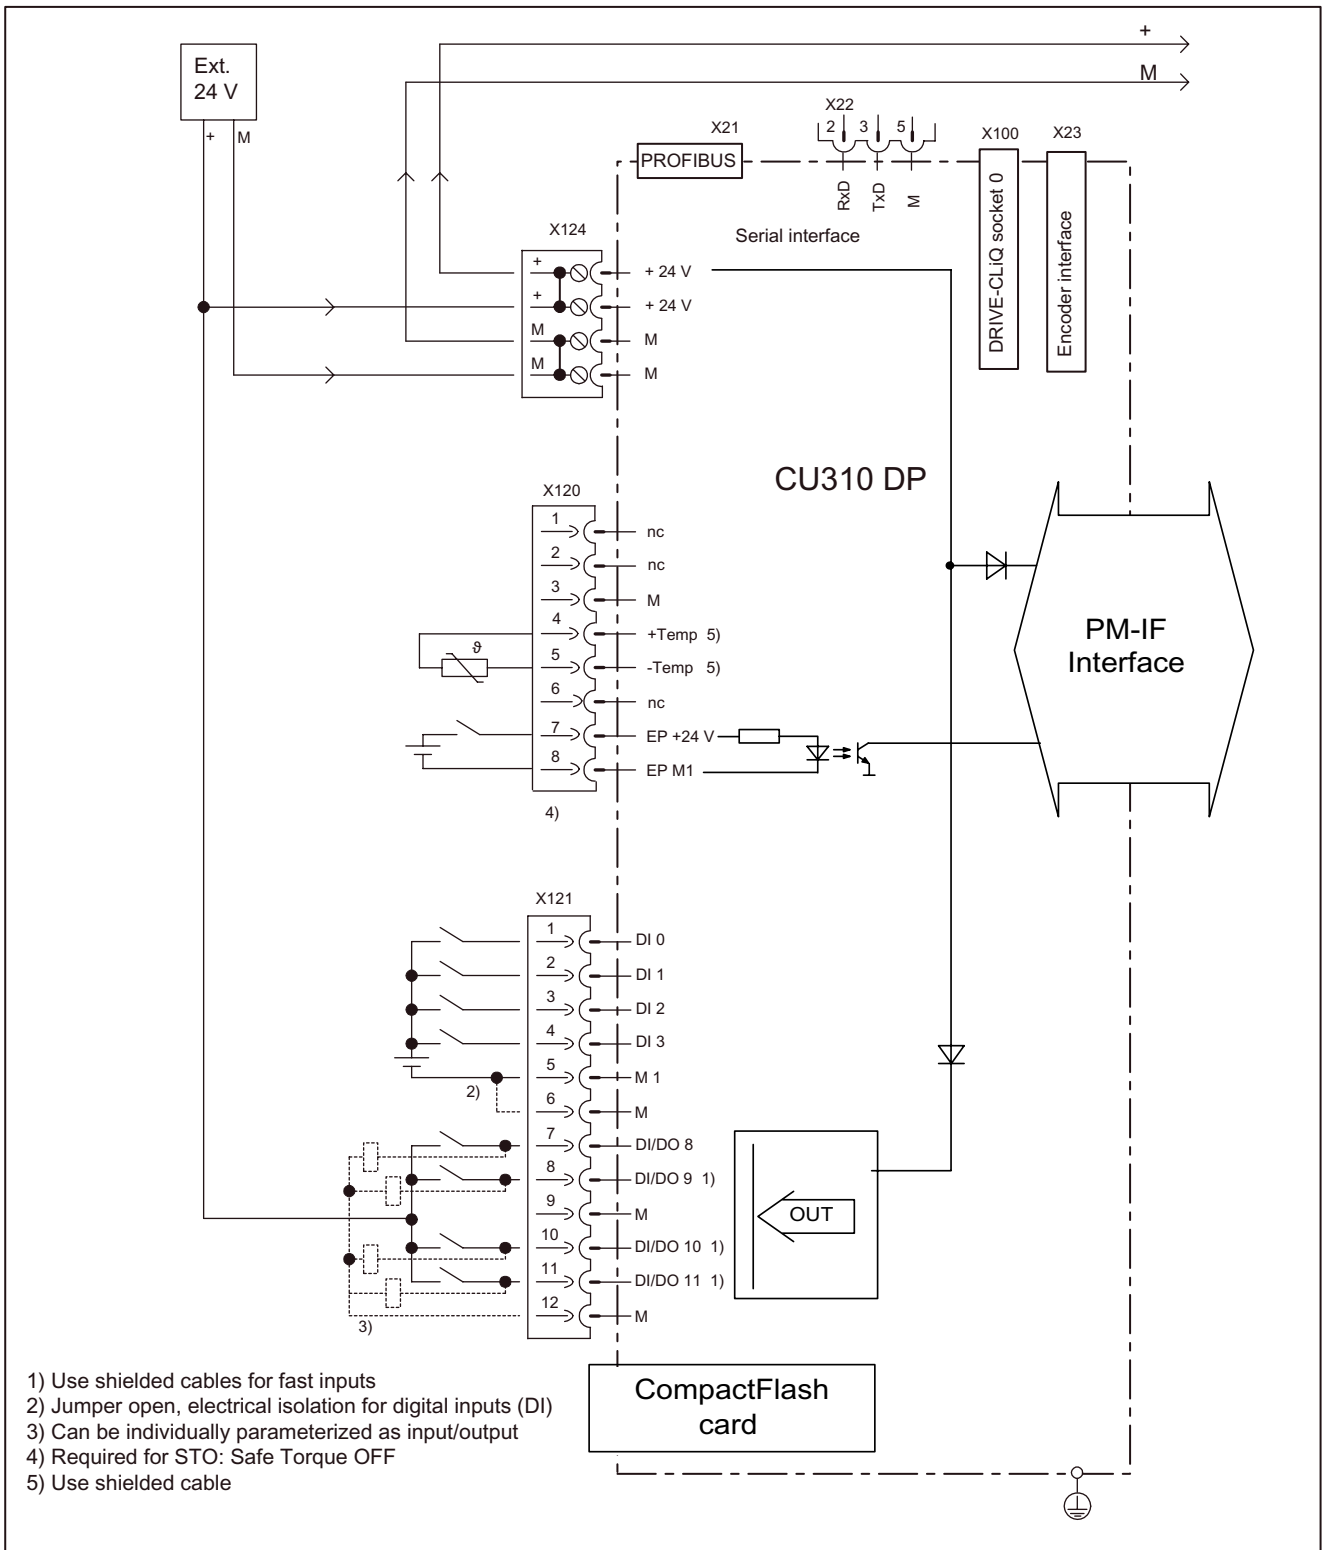 +
M
Ext.
24 V
+ M
X22
2 3 5
X21
X100
X23
PROFIBUS
RxD
TxD
M
DRIVE-CLiQ socket 0
Encoder interface
Serial interface
X124
+ + 24 V
+ + 24 V
M M
M M
CU310 DP
X120
1 nc
2 nc
3 M
4 +Temp 5)
ϑ
5 -Temp 5)
6 nc
7 EP +24 V
8 EP M1
4)
PM-IF
Interface
X121
1 DI 0
2 DI 1
3 DI 2
4 DI 3
5 M 1
2)
6 M
7 DI/DO 8
8 DI/DO 9 1)
9 M
10 DI/DO 10 1)
11 DI/DO 11 1)
12 M
3)
OUT
CompactFlash
card
1) Use shielded cables for fast inputs
2) Jumper open, electrical isolation for digital inputs (DI)
3) Can be individually parameterized as input/output
4) Required for STO: Safe Torque OFF
5) Use shielded cable